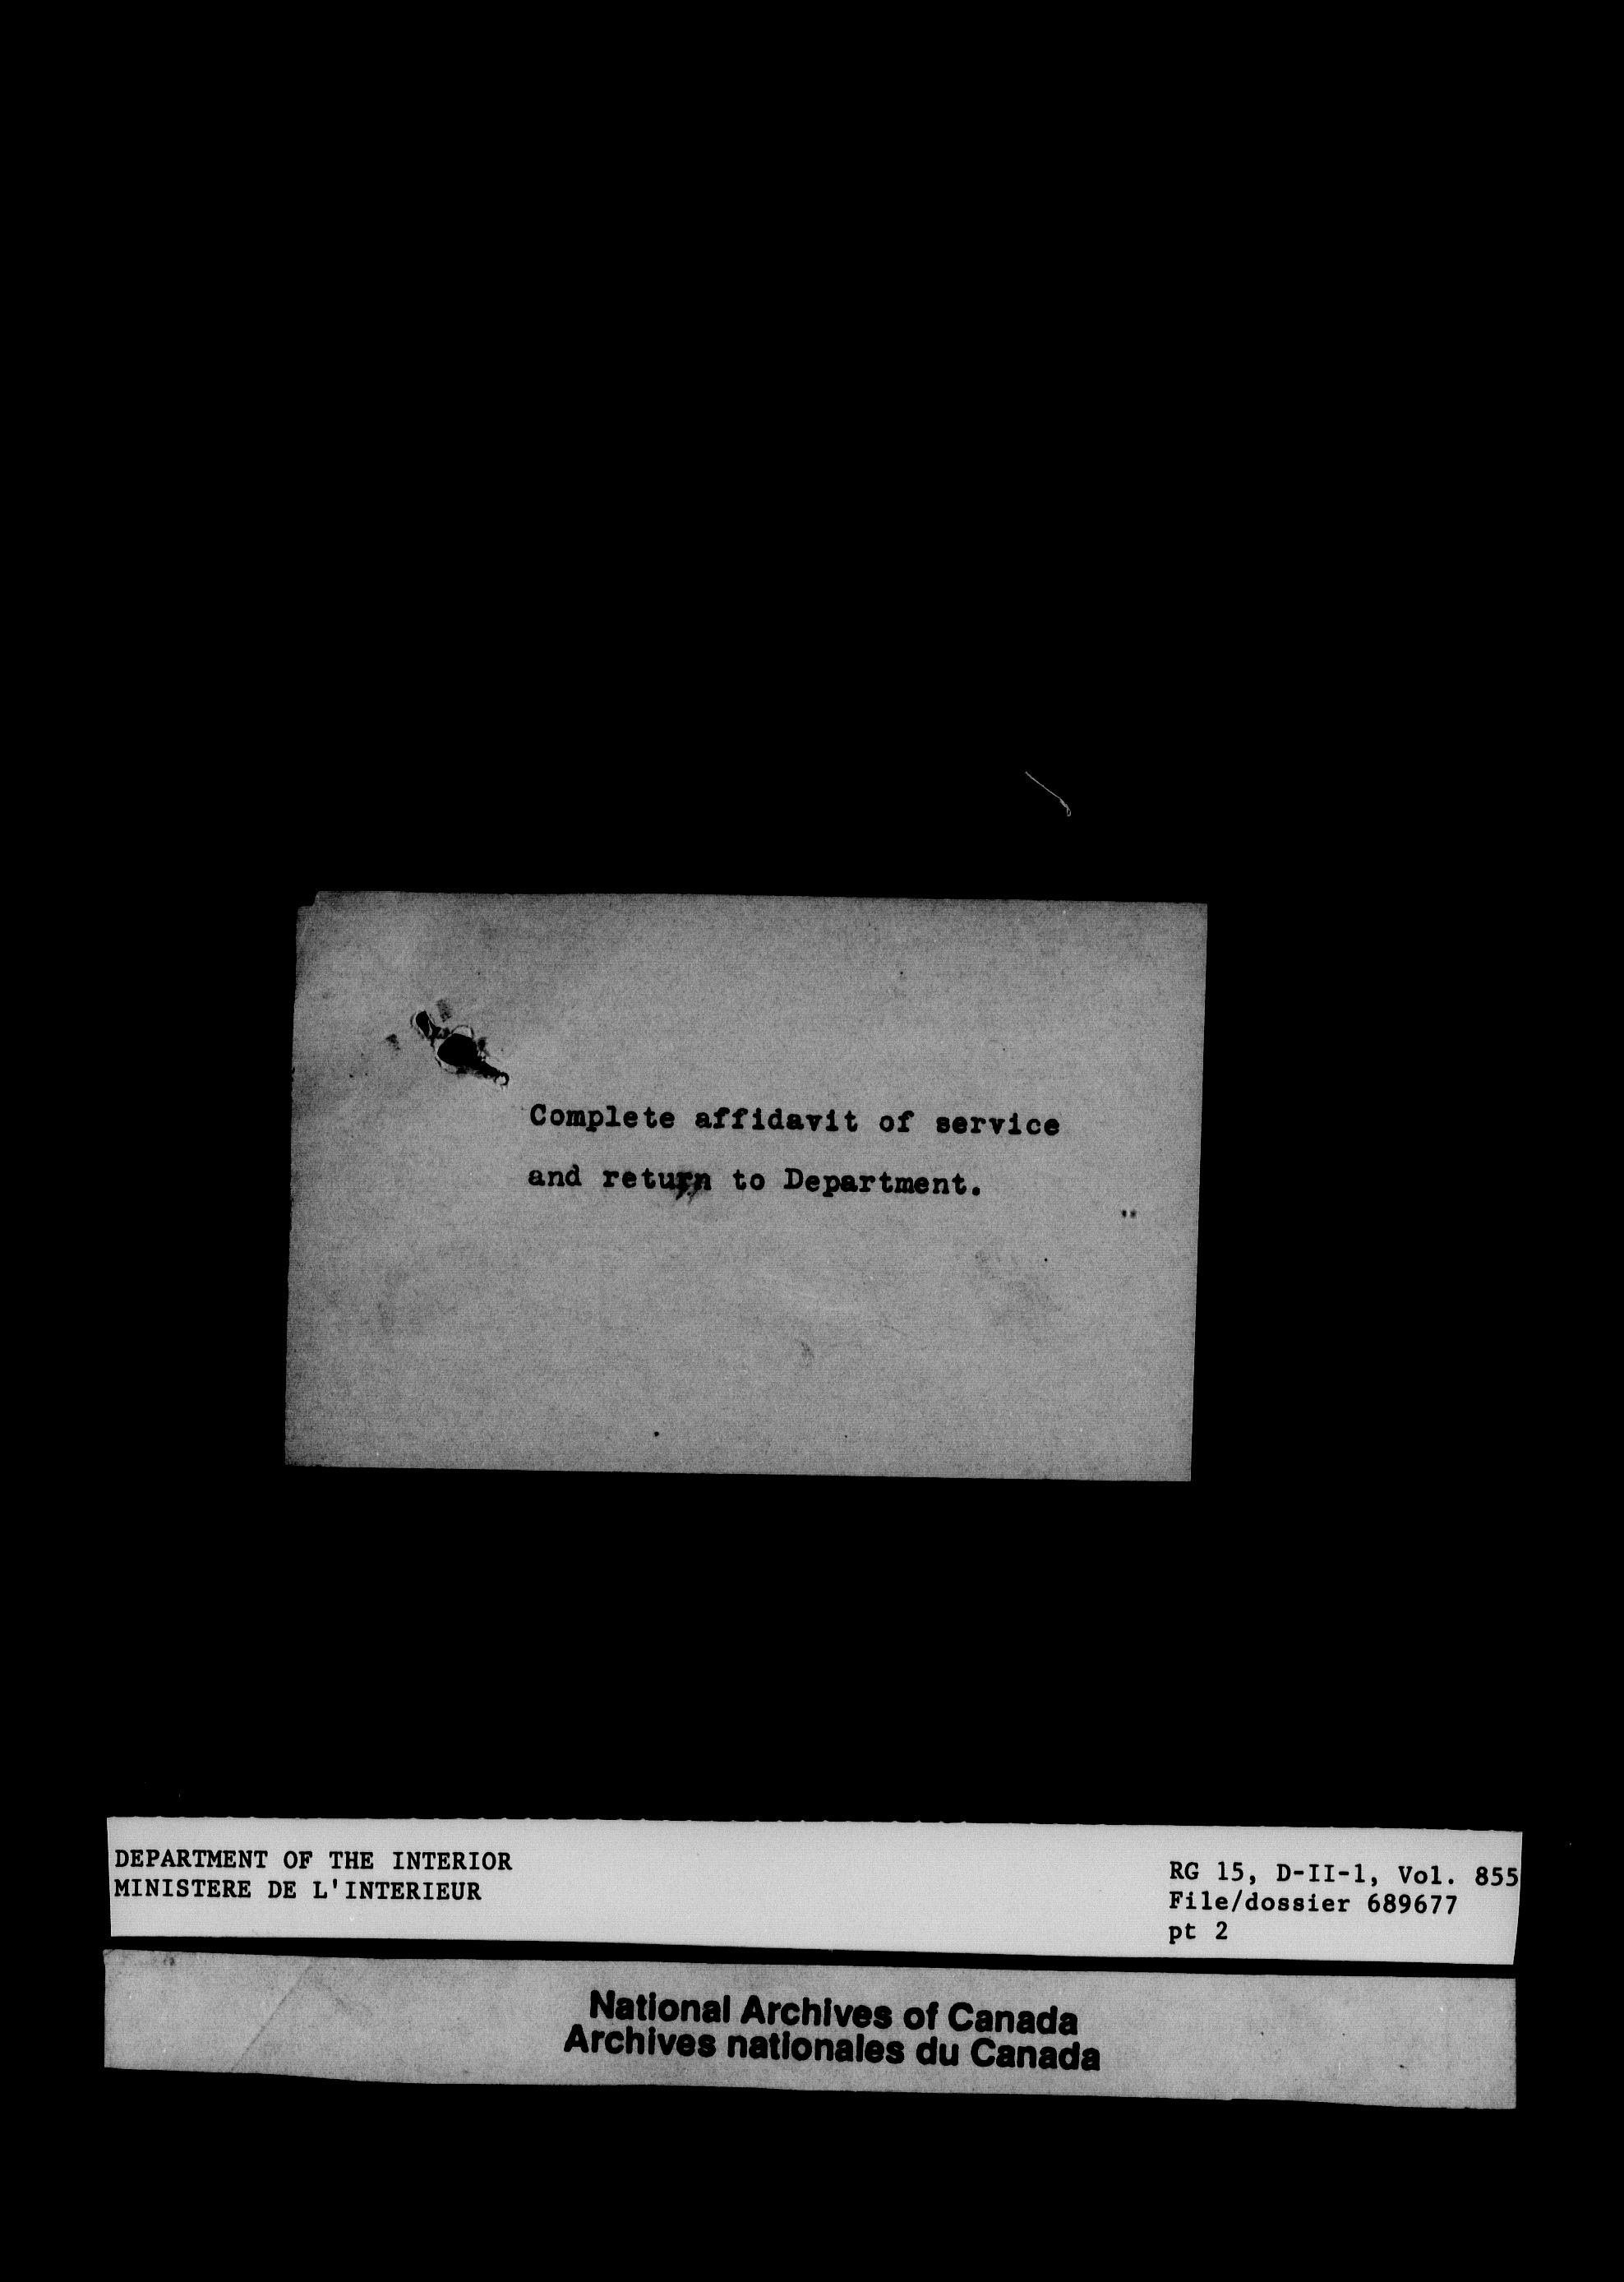 Complete affidavit of service
and return to Department.
DEPARTMENT OF THE INTERIOR
MINISTERE DE L'INTERIEUR
RG 15, D-II-1, Vol. 855
File/dossier 689677
pt 2
National Archives of Canada
Archives nationales du Canada